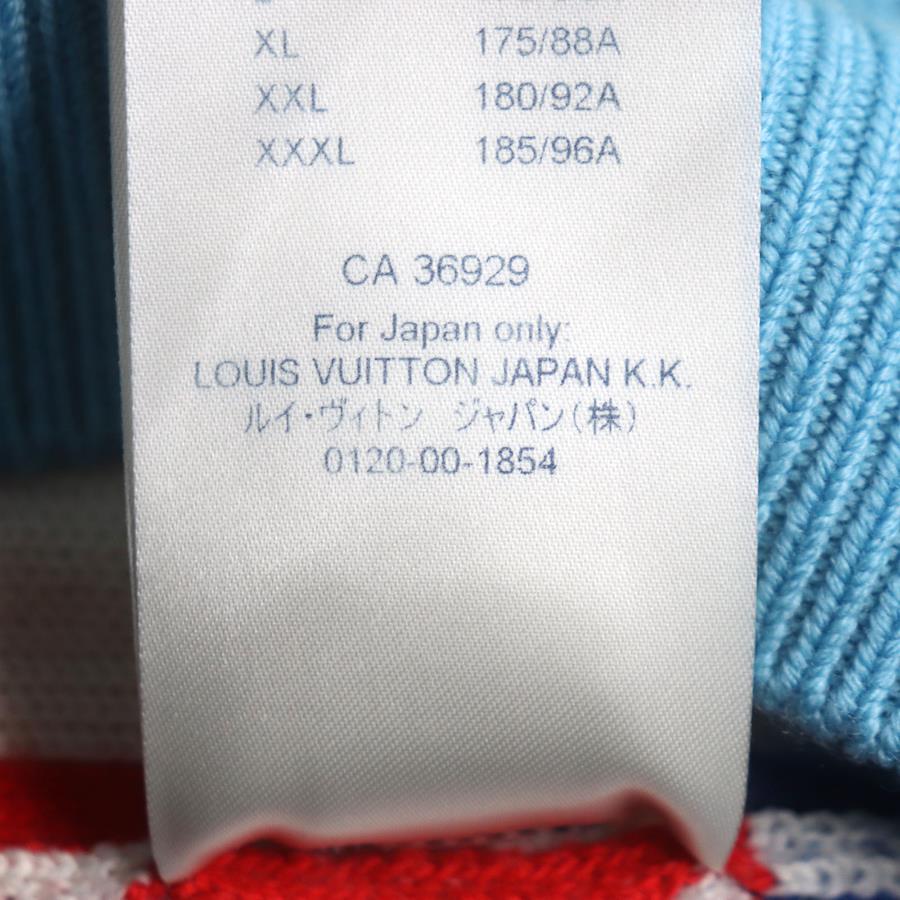 XL 175/88A
XXL 180/92A
XXXL 185/96A
CA 36929
For Japan only:
LOUIS VUITTON JAPAN K.K.
ルイ・ヴィトン ジャパン(株)
0120-00-1854